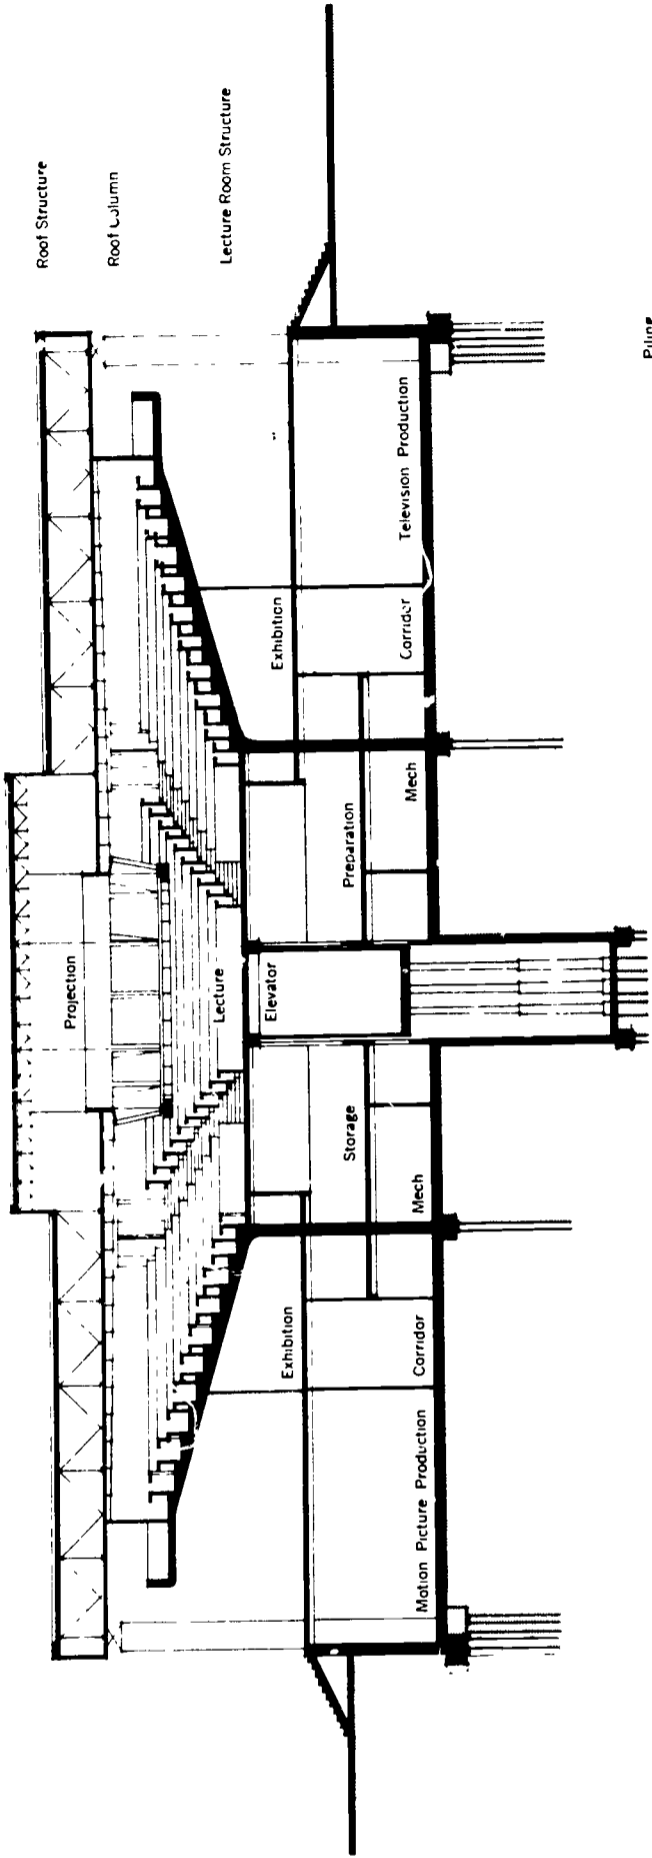 Roof Structure
Roof Column
Lecture Room Structure
Piling
Projection
Lecture
Elevator
Exhibition
Exhibition
Preparation
Storage
Mech
Mech
Corridor
Corridor
Television Production
Motion Picture Production